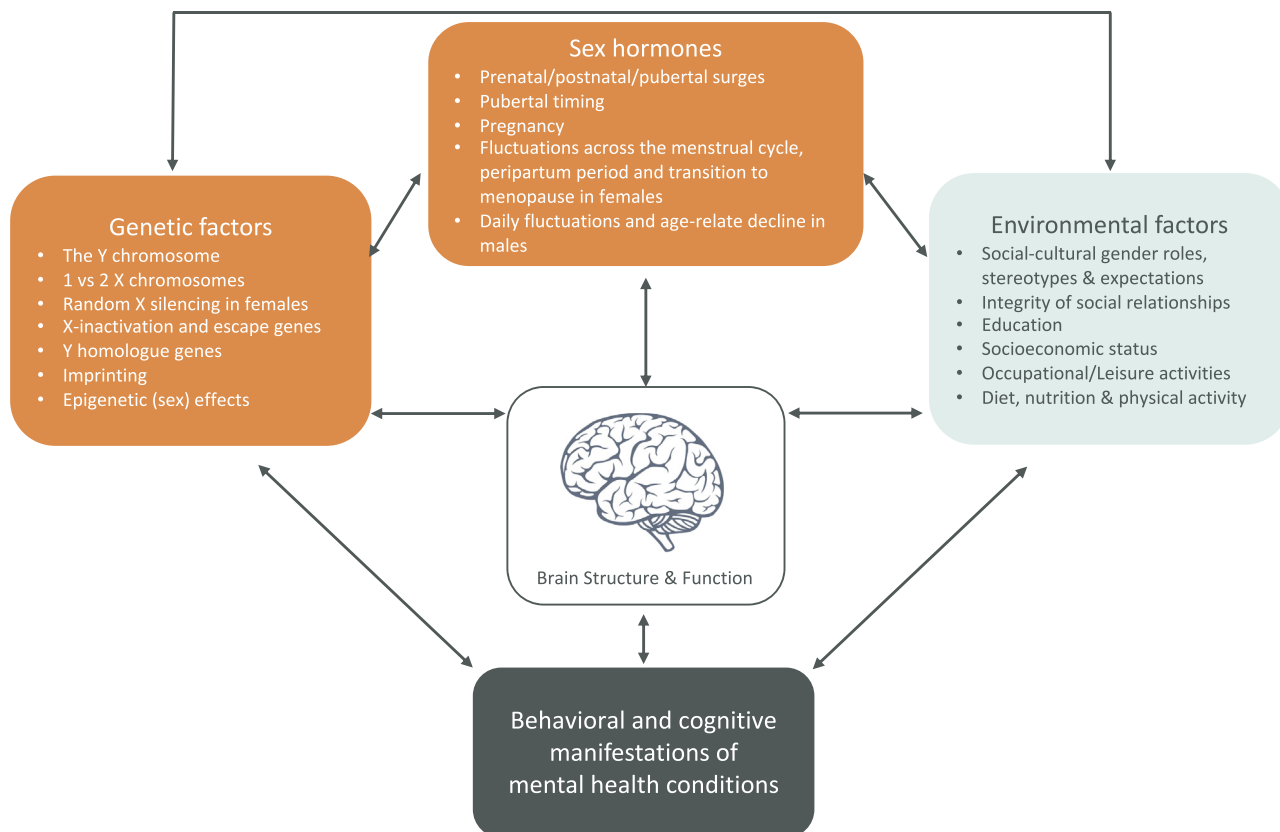 Sex hormones
• Prenatal/postnatal/pubertal surges
• Pubertal timing
• Pregnancy
• Fluctuations across the menstrual cycle,
peripartum period and transition to
menopause in females
• Daily fluctuations and age-relate decline in
males
Genetic factors
• The Y chromosome
• 1 vs 2 X chromosomes
• Random X silencing in females
• X-inactivation and escape genes
• Y homologue genes
• Imprinting
• Epigenetic (sex) effects
Environmental factors
• Social-cultural gender roles,
stereotypes & expectations
• Integrity of social relationships
• Education
• Socioeconomic status
• Occupational/Leisure activities
• Diet, nutrition & physical activity
Brain Structure & Function
Behavioral and cognitive
manifestations of
mental health conditions